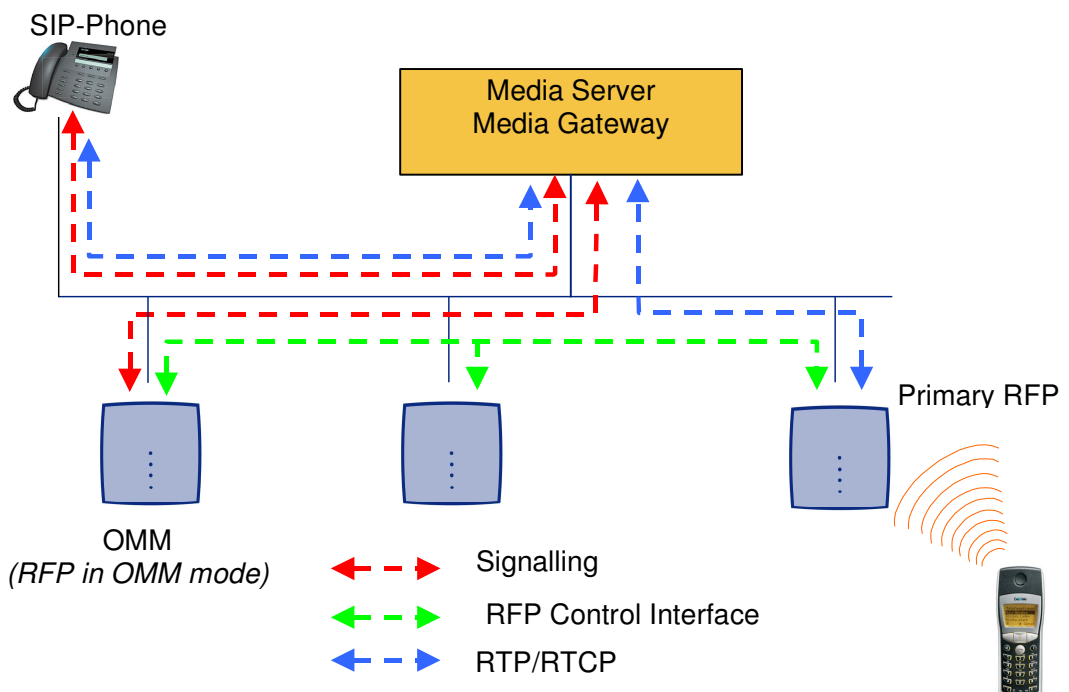 SIP-Phone
Media Server
Media Gateway
Primary RFP
OMM
(RFP in OMM mode)
Signalling
RFP Control Interface
RTP/RTCP